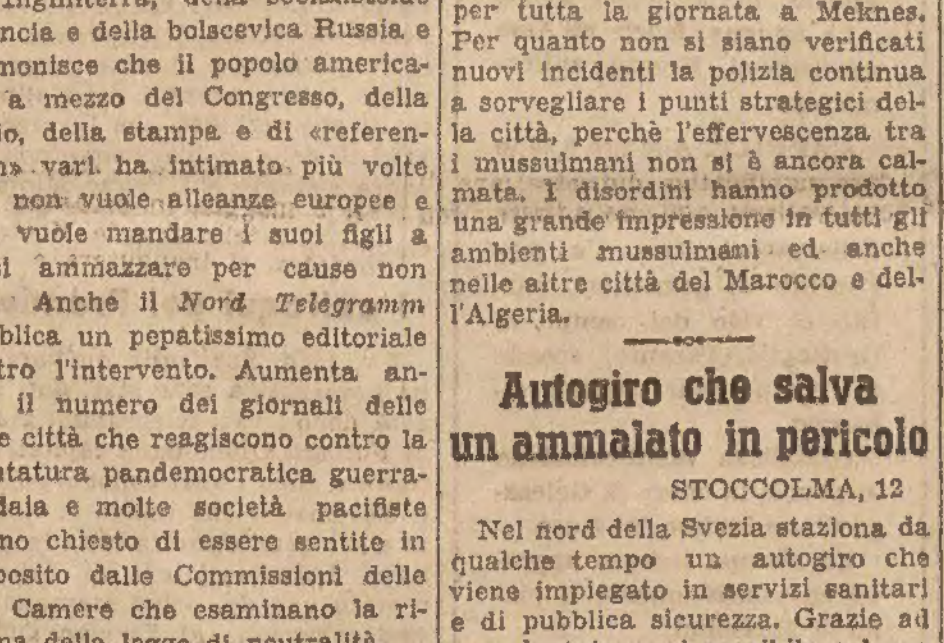 della
ncia e della bolscevica Russia e
monisce che il popolo america-
a mezzo del Congresso, della
io, della stampa e di «referen-
» vari. ha intimato più volte
non vuole alleanze europee e
vuole mandare i suoi figli a
si ammazzare per cause non
Anche il Nord Telegramm
blica un pepatissimo editoriale
tro l'intervento. Aumenta an-
il numero dei giornali delle
e città che reagiscono contro la
tatura pandemocratica guerra-
daia e molte società pacifiste
no chiesto di essere sentite in
posito dalle Commissioni delle
Camere che esaminano la ri-
della legge di neutralità
per tutta la giornata a Meknes.
Per quanto non si siano verificati
nuovi incidenti la polizia continua
a sorvegliare i punti strategici del-
la città, perchè l'effervescenza tra
i mussulmani non si è ancora cal-
mata. I disordini hanno prodotto
una grande impressione in tutti gli
ambienti mussulmani ed anche
nelle altre città del Marocco e del-
l'Algeria.
Autogiro che salva
un ammalato in pericolo
STOCCOLMA, 12
Nel nord della Svezia staziona da
qualche tempo un autogiro che
viene impiegato in servizi sanitari
e di pubblica sicurezza. Grazie ad